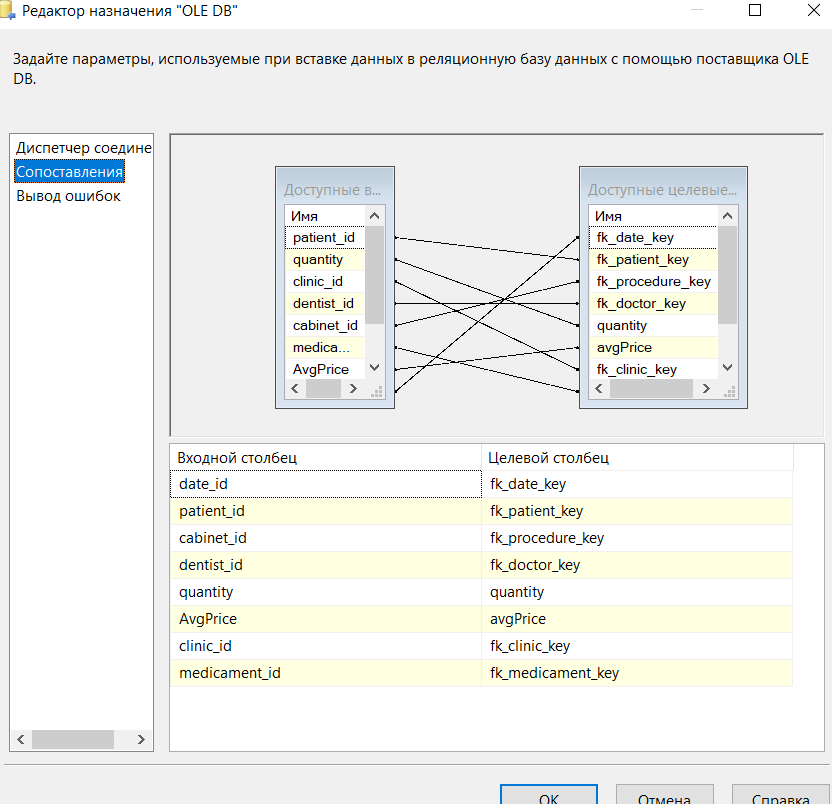 Редактор назначения "OLE DB"
Задайте параметры, используемые при вставке данных в реляционную базу данных с помощью поставщика OLE
DB.
Диспетчер соедине
Сопоставления
Вывод ошибок
Доступные в...
Имя
patient_id
quantity
clinic_id
dentist_id
cabinet_id
medica...
AvgPrice
Доступные целевые...
Имя
fk_date_key
fk_patient_key
fk_procedure_key
fk_doctor_key
quantity
avgPrice
fk_clinic_key
Входной столбец Целевой столбец
date_id fk_date_key
patient_id fk_patient_key
cabinet_id fk_procedure_key
dentist_id fk_doctor_key
quantity quantity
AvgPrice avgPrice
clinic_id fk_clinic_key
medicament_id fk_medicament_key
OK Отмена Справка